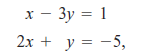 x − 3y = 1
2x + y = −5,